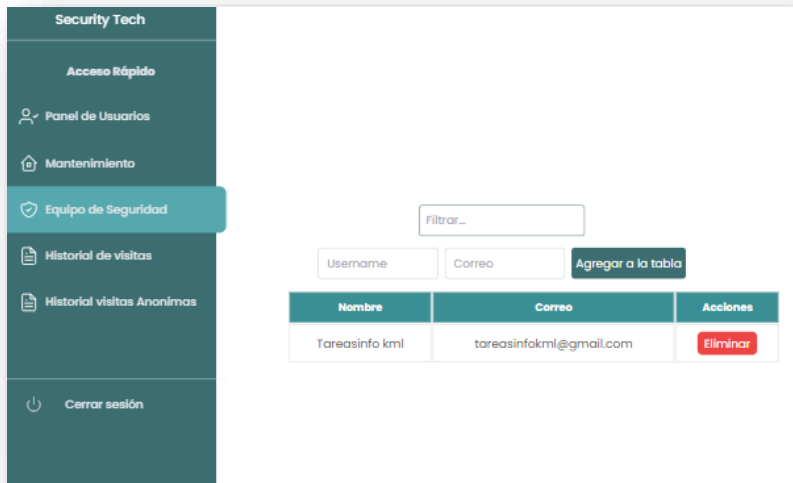 Security Tech
Acceso Rápido
Panel de Usuarios
Mantenimiento
Equipo de Seguridad
Historial de visitas
Historial visitas Anonimas
Cerrar sesión
Filtrar...
Username Correo Agregar a la tabla
Nombre Correo Acciones
Tareasinfo kml tareasinfokml@gmail.com Eliminar